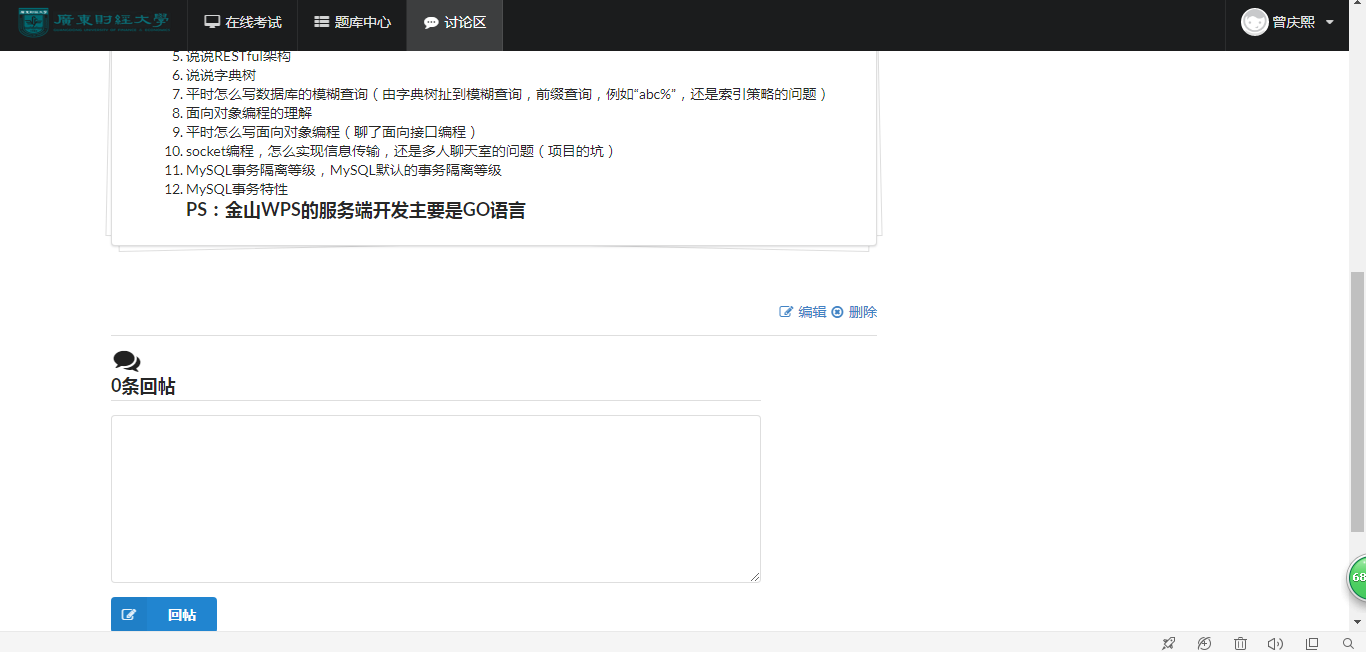 廣東财经大學
在线考试
题库中心
讨论区
曾庆熙
5. 说说RESTful架构
6. 说说字典树
7. 平时怎么写数据库的模糊查询（由字典树扯到模糊查询，前缀查询，例如“abc%”，还是索引策略的问题）
8. 面向对象编程的理解
9. 平时怎么写面向对象编程（聊了面向接口编程）
10. socket编程，怎么实现信息传输，还是多人聊天室的问题（项目的坑）
11. MySQL事务隔离等级，MySQL默认的事务隔离等级
12. MySQL事务特性
PS：金山WPS的服务端开发主要是GO语言
编辑 删除
0条回帖
回帖
68